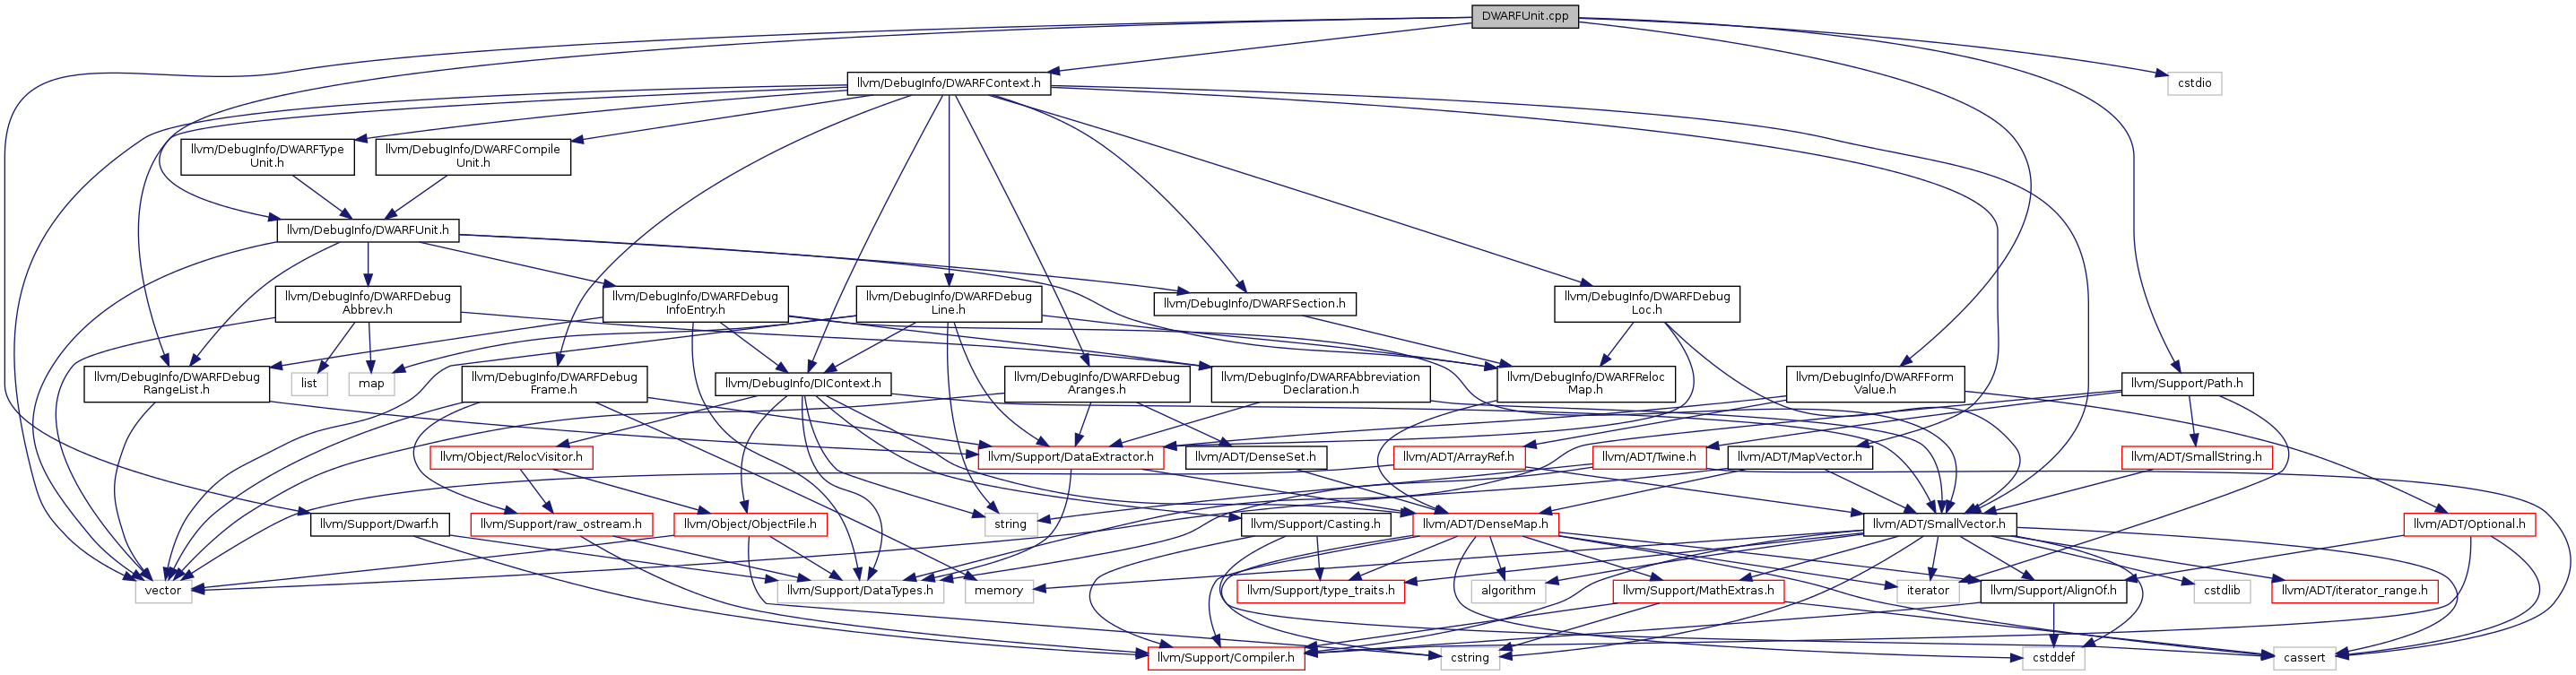 DWARFUnit.cpp
llvm/DebugInfo/DWARFContext.h
cstdio
llvm/DebugInfo/DWARFType
Unit.h
llvm/DebugInfo/DWARFCompile
Unit.h
llvm/DebugInfo/DWARFUnit.h
llvm/DebugInfo/DWARFDebug
Abbrev.h
llvm/DebugInfo/DWARFDebug
InfoEntry.h
llvm/DebugInfo/DWARFDebug
Line.h
llvm/DebugInfo/DWARFSection.h
llvm/DebugInfo/DWARFDebug
Loc.h
llvm/DebugInfo/DWARFDebug
RangeList.h
list
map
llvm/DebugInfo/DWARFDebug
Frame.h
llvm/DebugInfo/DIContext.h
llvm/DebugInfo/DWARFDebug
Aranges.h
llvm/DebugInfo/DWARFAbbreviation
Declaration.h
llvm/DebugInfo/DWARFReloc
Map.h
llvm/DebugInfo/DWARFForm
Value.h
llvm/Support/Path.h
llvm/Object/RelocVisitor.h
llvm/Support/DataExtractor.h
llvm/ADT/DenseSet.h
llvm/ADT/ArrayRef.h
llvm/ADT/Twine.h
llvm/ADT/MapVector.h
llvm/ADT/SmallString.h
llvm/Support/Dwarf.h
llvm/Support/raw_ostream.h
llvm/Object/ObjectFile.h
string
llvm/Support/Casting.h
llvm/ADT/DenseMap.h
llvm/ADT/SmallVector.h
llvm/ADT/Optional.h
vector
llvm/Support/DataTypes.h
memory
llvm/Support/type_traits.h
algorithm
llvm/Support/MathExtras.h
iterator
llvm/Support/AlignOf.h
cstdlib
llvm/ADT/iterator_range.h
llvm/Support/Compiler.h
cstring
cstddef
cassert